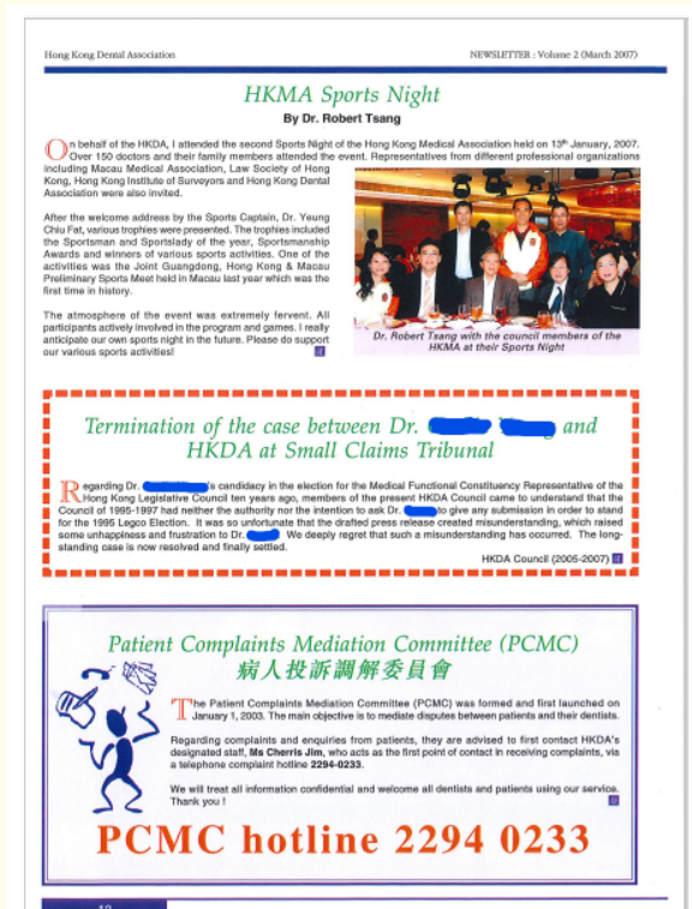 Hong Kong Dental Association
NEWSLETTER : Volume 2 (March 2007)
HKMA Sports Night
By Dr. Robert Tsang
On behalf of the HKDA, I attended the second Sports Night of the Hong Kong Medical Association held on 13th January, 2007.
Over 150 doctors and their family members attended the event. Representatives from different professional organizations
including Macau Medical Association, Law Society of Hong
Kong, Hong Kong Institute of Surveyors and Hong Kong Dental
Association were also invited.
After the welcome address by the Sports Captain, Dr. Yeung
Chiu Fat, various trophies were presented. The trophies included
the Sportsman and Sportslady of the year, Sportsmanship
Awards and winners of various sports activities. One of the
activities was the Joint Guangdong, Hong Kong & Macau
Preliminary Sports Meet held in Macau last year which was the
first time in history.
The atmosphere of the event was extremely fervent. All
participants actively involved in the program and games. I really
anticipate our own sports night in the future. Please do support
our various sports activities!
Dr. Robert Tsang with the council members of the
HKMA at their Sports Night
Termination of the case between Dr. and
HKDA at Small Claims Tribunal
Regarding Dr. 's candidacy in the election for the Medical Functional Constituency Representative of the
Hong Kong Legislative Council ten years ago, members of the present HKDA Council came to understand that the
Council of 1995-1997 had neither the authority nor the intention to ask Dr. to give any submission in order to stand
for the 1995 Legco Election. It was so unfortunate that the drafted press release created misunderstanding, which raised
some unhappiness and frustration to Dr. We deeply regret that such a misunderstanding has occurred. The long-
standing case is now resolved and finally settled.
HKDA Council (2005-2007)
Patient Complaints Mediation Committee (PCMC)
病人投訴調解委員會
The Patient Complaints Mediation Committee (PCMC) was formed and first launched on
January 1, 2003. The main objective is to mediate disputes between patients and their dentists.
Regarding complaints and enquiries from patients, they are advised to first contact HKDA's
designated staff, Ms Cherris Jim, who acts as the first point of contact in receiving complaints, via
a telephone complaint hotline 2294-0233.
We will treat all information confidential and welcome all dentists and patients using our service.
Thank you !
PCMC hotline 2294 0233